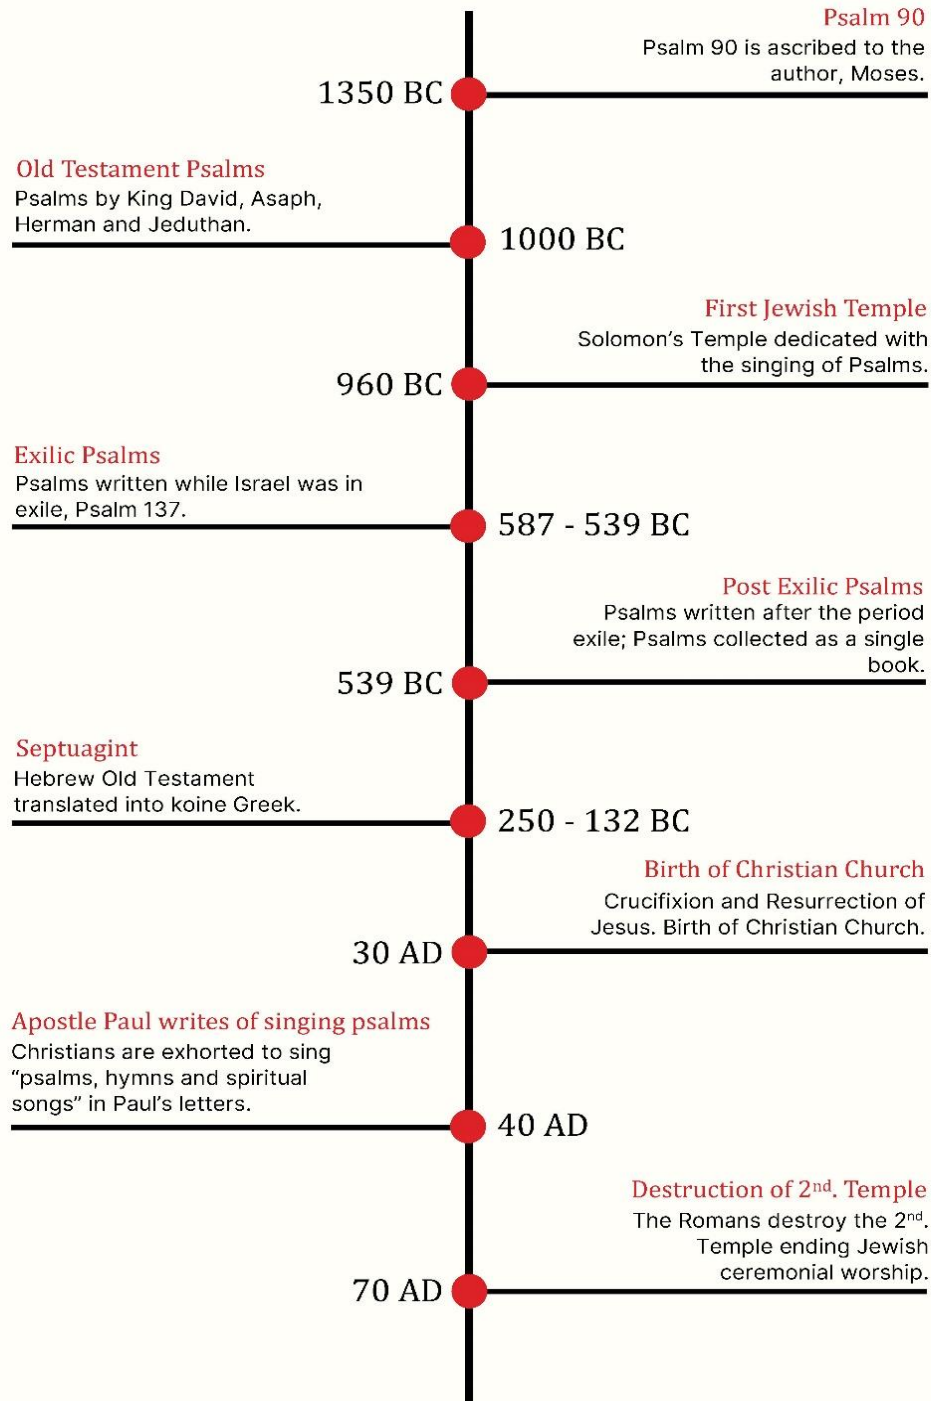 Psalm 90
Psalm 90 is ascribed to the
author, Moses.
1350 BC
Old Testament Psalms
Psalms by King David, Asaph,
Herman and Jeduthan.
1000 BC
First Jewish Temple
Solomon's Temple dedicated with
the singing of Psalms.
960 BC
Exilic Psalms
Psalms written while Israel was in
exile, Psalm 137.
587 - 539 BC
Post Exilic Psalms
Psalms written after the period
exile; Psalms collected as a single
book.
539 BC
Septuagint
Hebrew Old Testament
translated into koine Greek.
250 - 132 BC
Birth of Christian Church
Crucifixion and Resurrection of
Jesus. Birth of Christian Church.
30 AD
Apostle Paul writes of singing psalms
Christians are exhorted to sing
“psalms, hymns and spiritual
songs” in Paul's letters.
40 AD
Destruction of 2nd. Temple
The Romans destroy the 2nd.
Temple ending Jewish
ceremonial worship.
70 AD